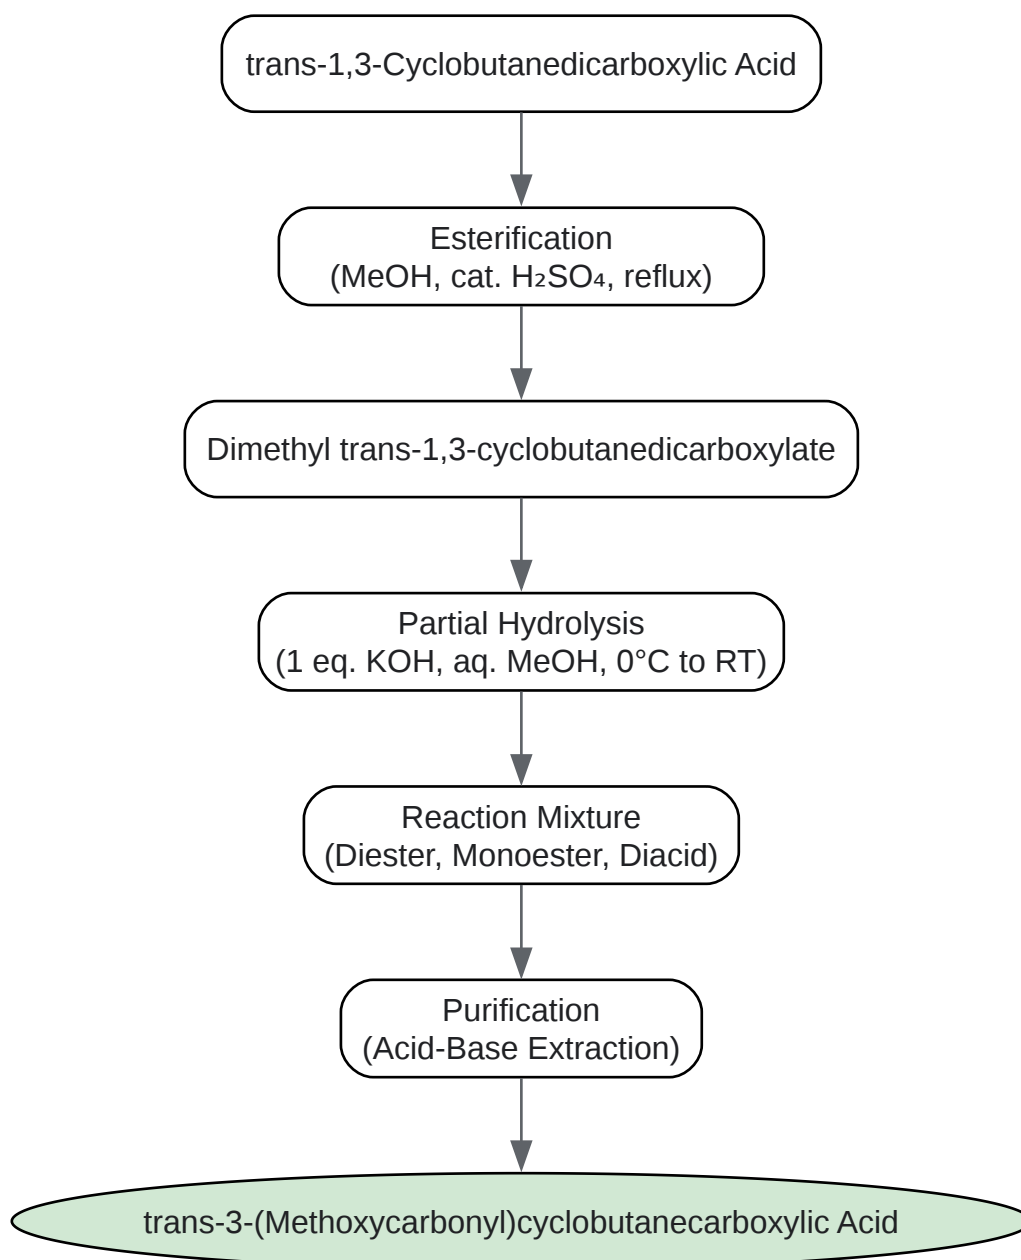 trans-1,3-Cyclobutanedicarboxylic Acid
Esterification
(MeOH, cat. H₂SO₄, reflux)
Dimethyl trans-1,3-cyclobutanedicarboxylate
Partial Hydrolysis
(1 eq. KOH, aq. MeOH, 0°C to RT)
Reaction Mixture
(Diester, Monoester, Diacid)
Purification
(Acid-Base Extraction)
trans-3-(Methoxycarbonyl)cyclobutanecarboxylic Acid